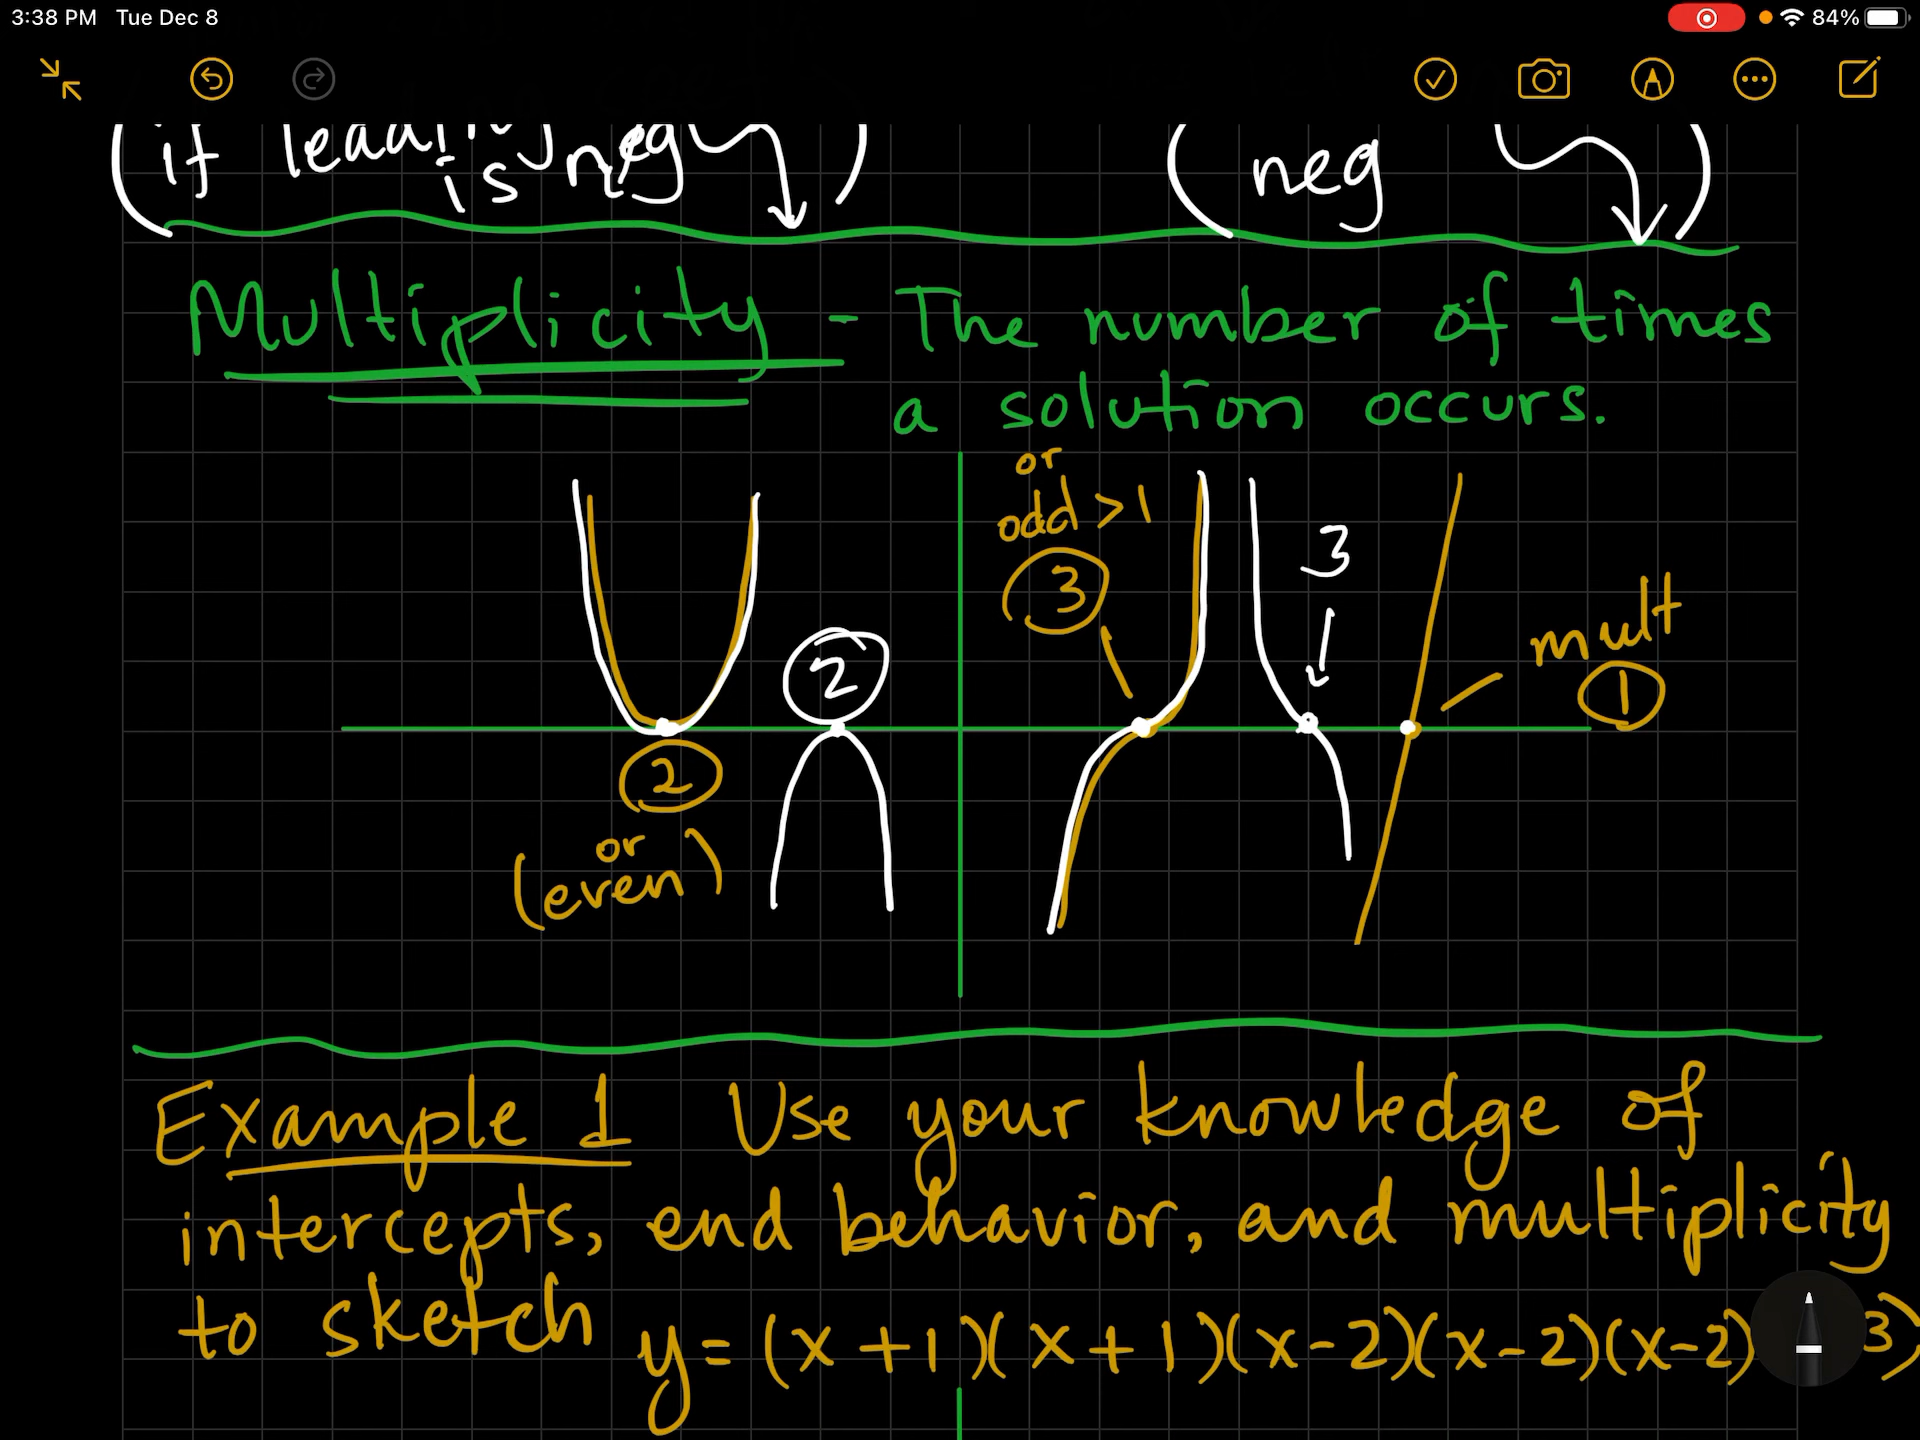 3:38 PM Tue Dec 8
84%
(if leading
is neg )
( neg )
Multiplicity - The number of times
a solution occurs.
or
odd > 1
3
3
mult
1
2
2
or
(even)
Example 1 Use your knowledge of
intercepts, end behavior, and multiplicity
to sketch y = (x+1)(x+1)(x-2)(x-2)(x-2) 3)